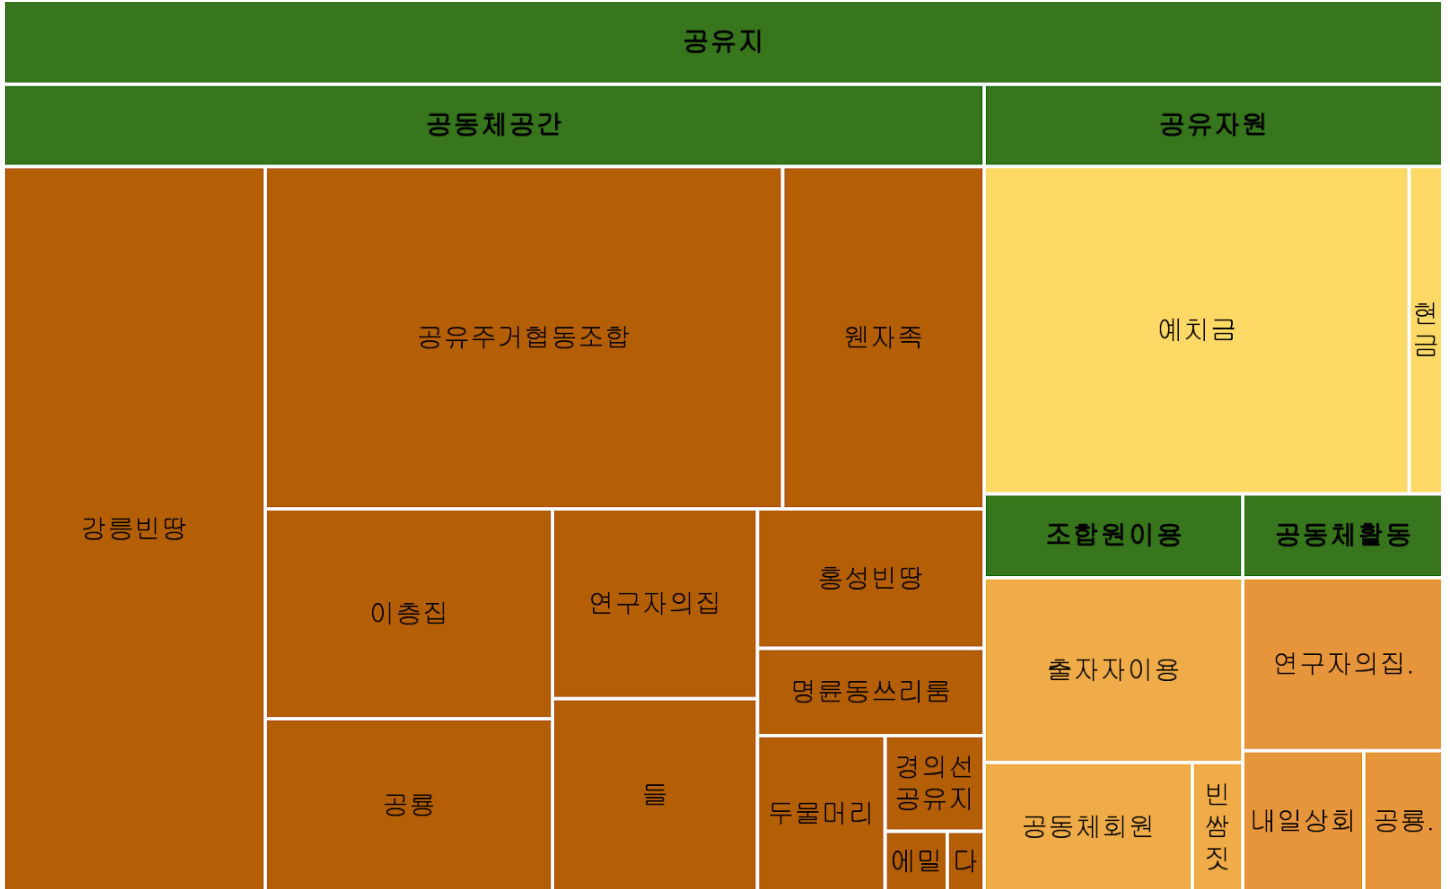 공유지
공동체공간
공유자원
강릉빈땅
공유주거협동조합
웬자족
이층집
공룡
연구자의집
들
홍성빈땅
명륜동쓰리룸
두물머리
경의선
공유지
에밀
다
예치금
현
금
조합원이용
공동체활동
출자자이용
공동체회원
빈
쌈
짓
연구자의집.
내일상회
공룡.